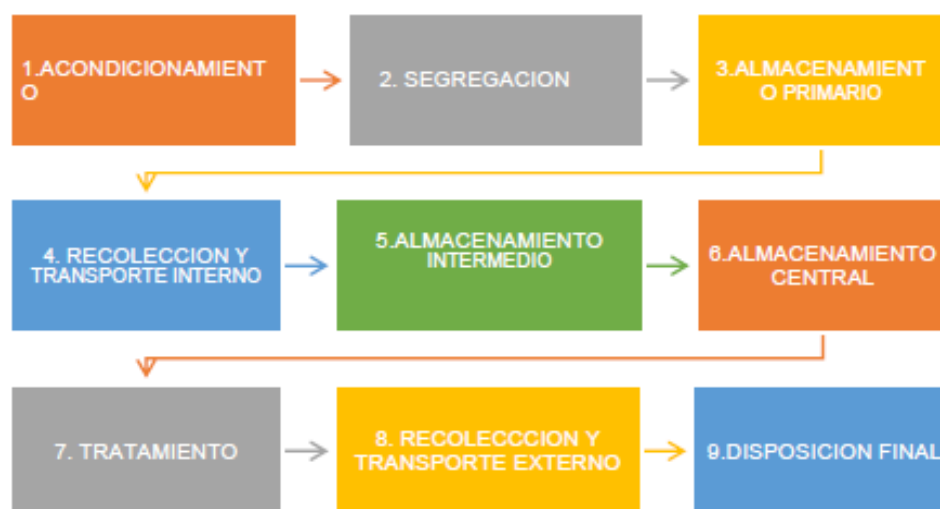 1.ACONDICIONAMIENT
O
2. SEGREGACION
3.ALMACENAMIENT
O PRIMARIO
4. RECOLECCION Y
TRANSPORTE INTERNO
5.ALMACENAMIENTO
INTERMEDIO
6.ALMACENAMIENTO
CENTRAL
7. TRATAMIENTO
8. RECOLECCCION Y
TRANSPORTE EXTERNO
9.DISPOSICION FINAL